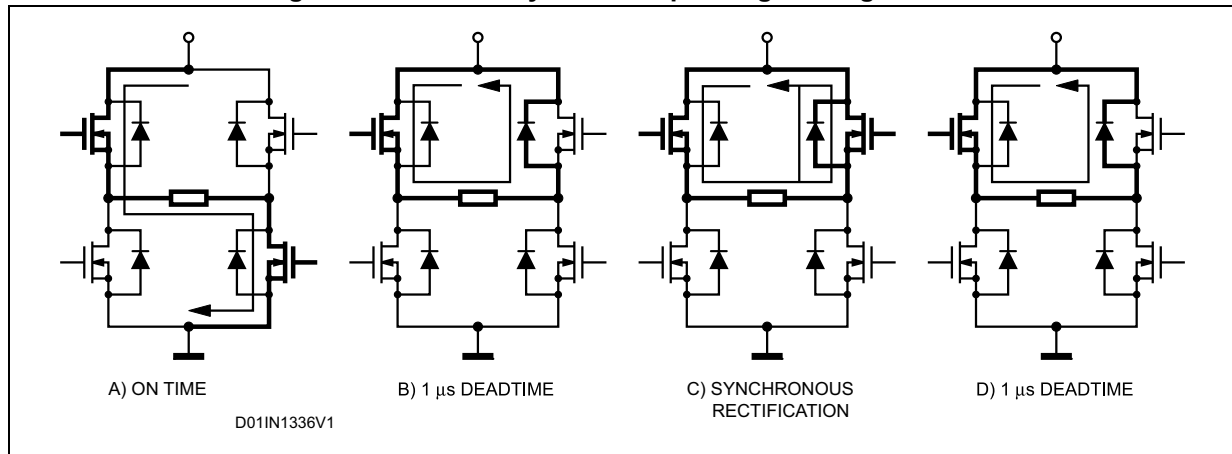 A) ON TIME
B) 1 μs DEADTIME
C) SYNCHRONOUS
RECTIFICATION
D) 1 μs DEADTIME
D01IN1336V1